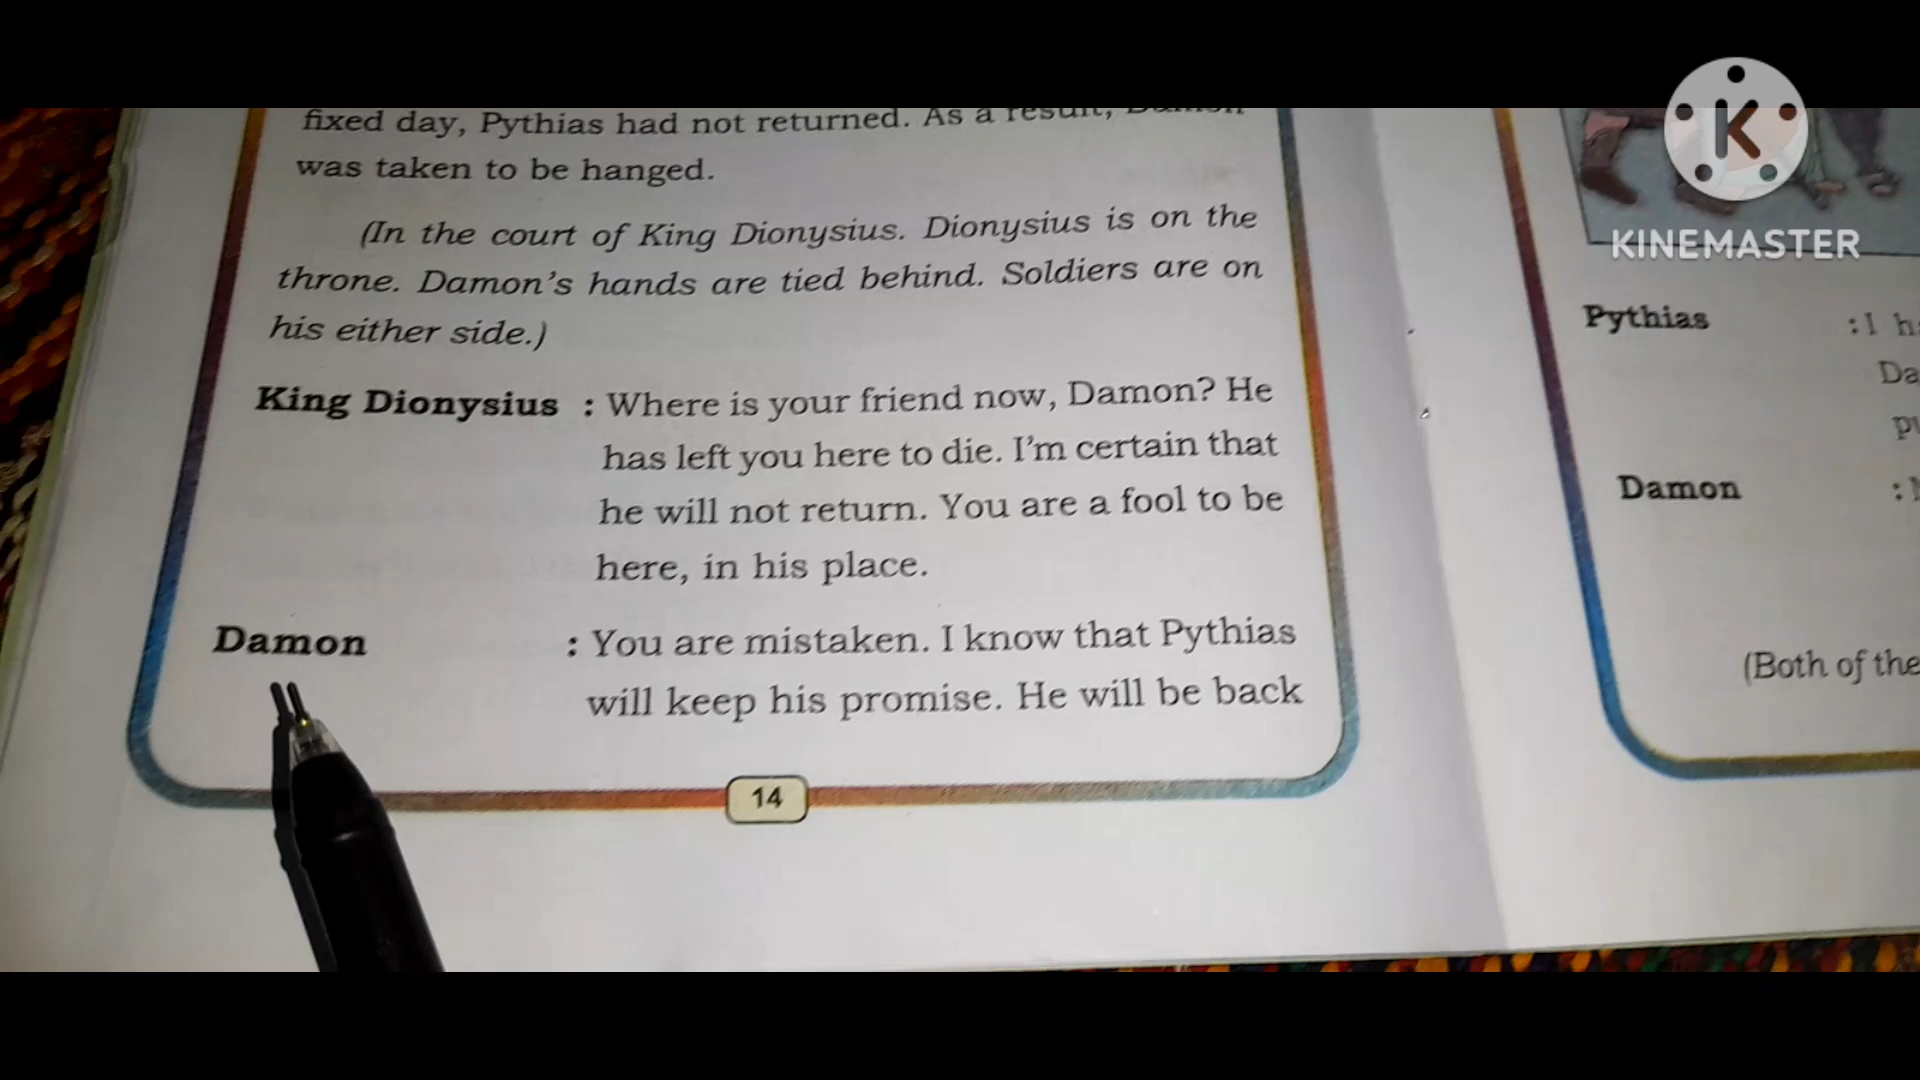 fixed day, Pythias had not returned. As a result, Damon
was taken to be hanged.
(In the court of King Dionysius. Dionysius is on the
throne. Damon's hands are tied behind. Soldiers are on
his either side.)
King Dionysius : Where is your friend now, Damon? He
has left you here to die. I'm certain that
he will not return. You are a fool to be
here, in his place.
Damon : You are mistaken. I know that Pythias
will keep his promise. He will be back
14
K
KINEMASTER
Pythias : I
Damon :
(Both of the